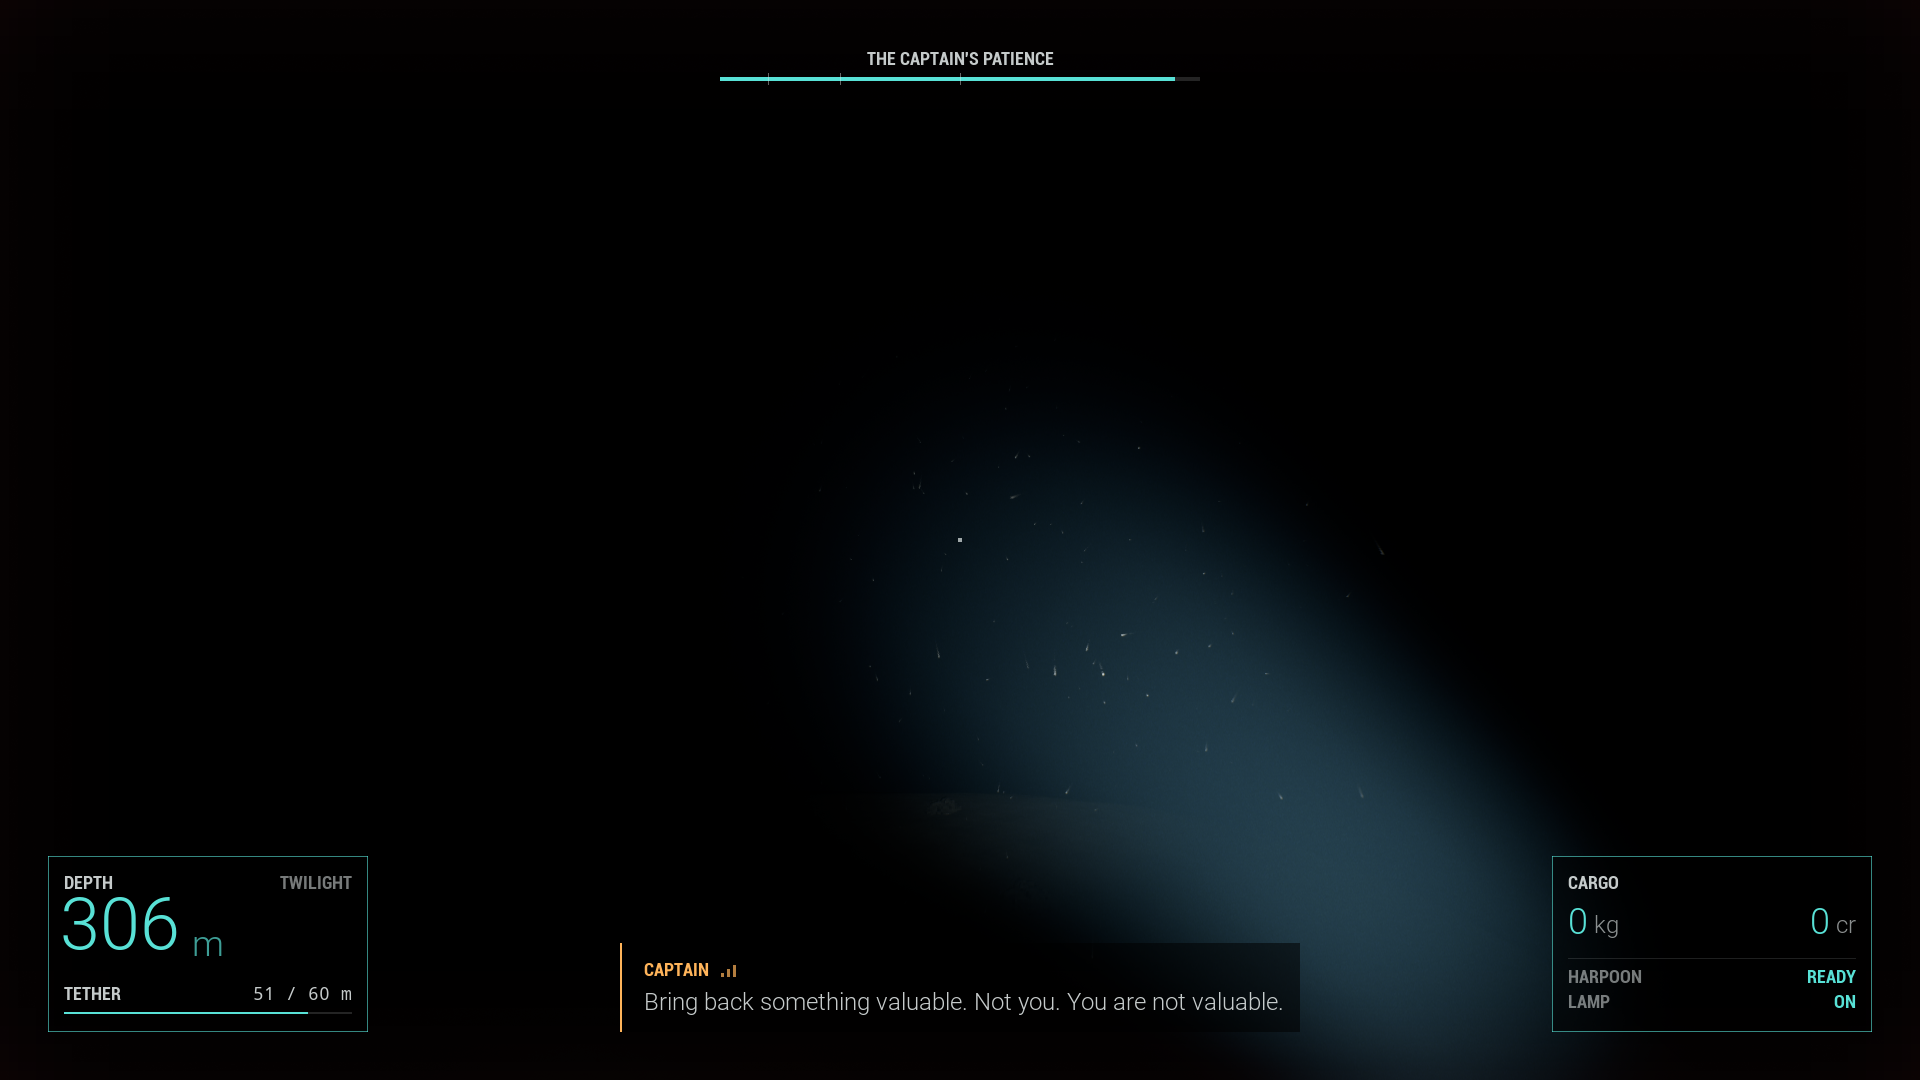 THE CAPTAIN'S PATIENCE
DEPTH TWILIGHT
306 m
TETHER 51 / 60 m
CAPTAIN
Bring back something valuable. Not you. You are not valuable.
CARGO
0 kg 0 cr
HARPOON READY
LAMP ON